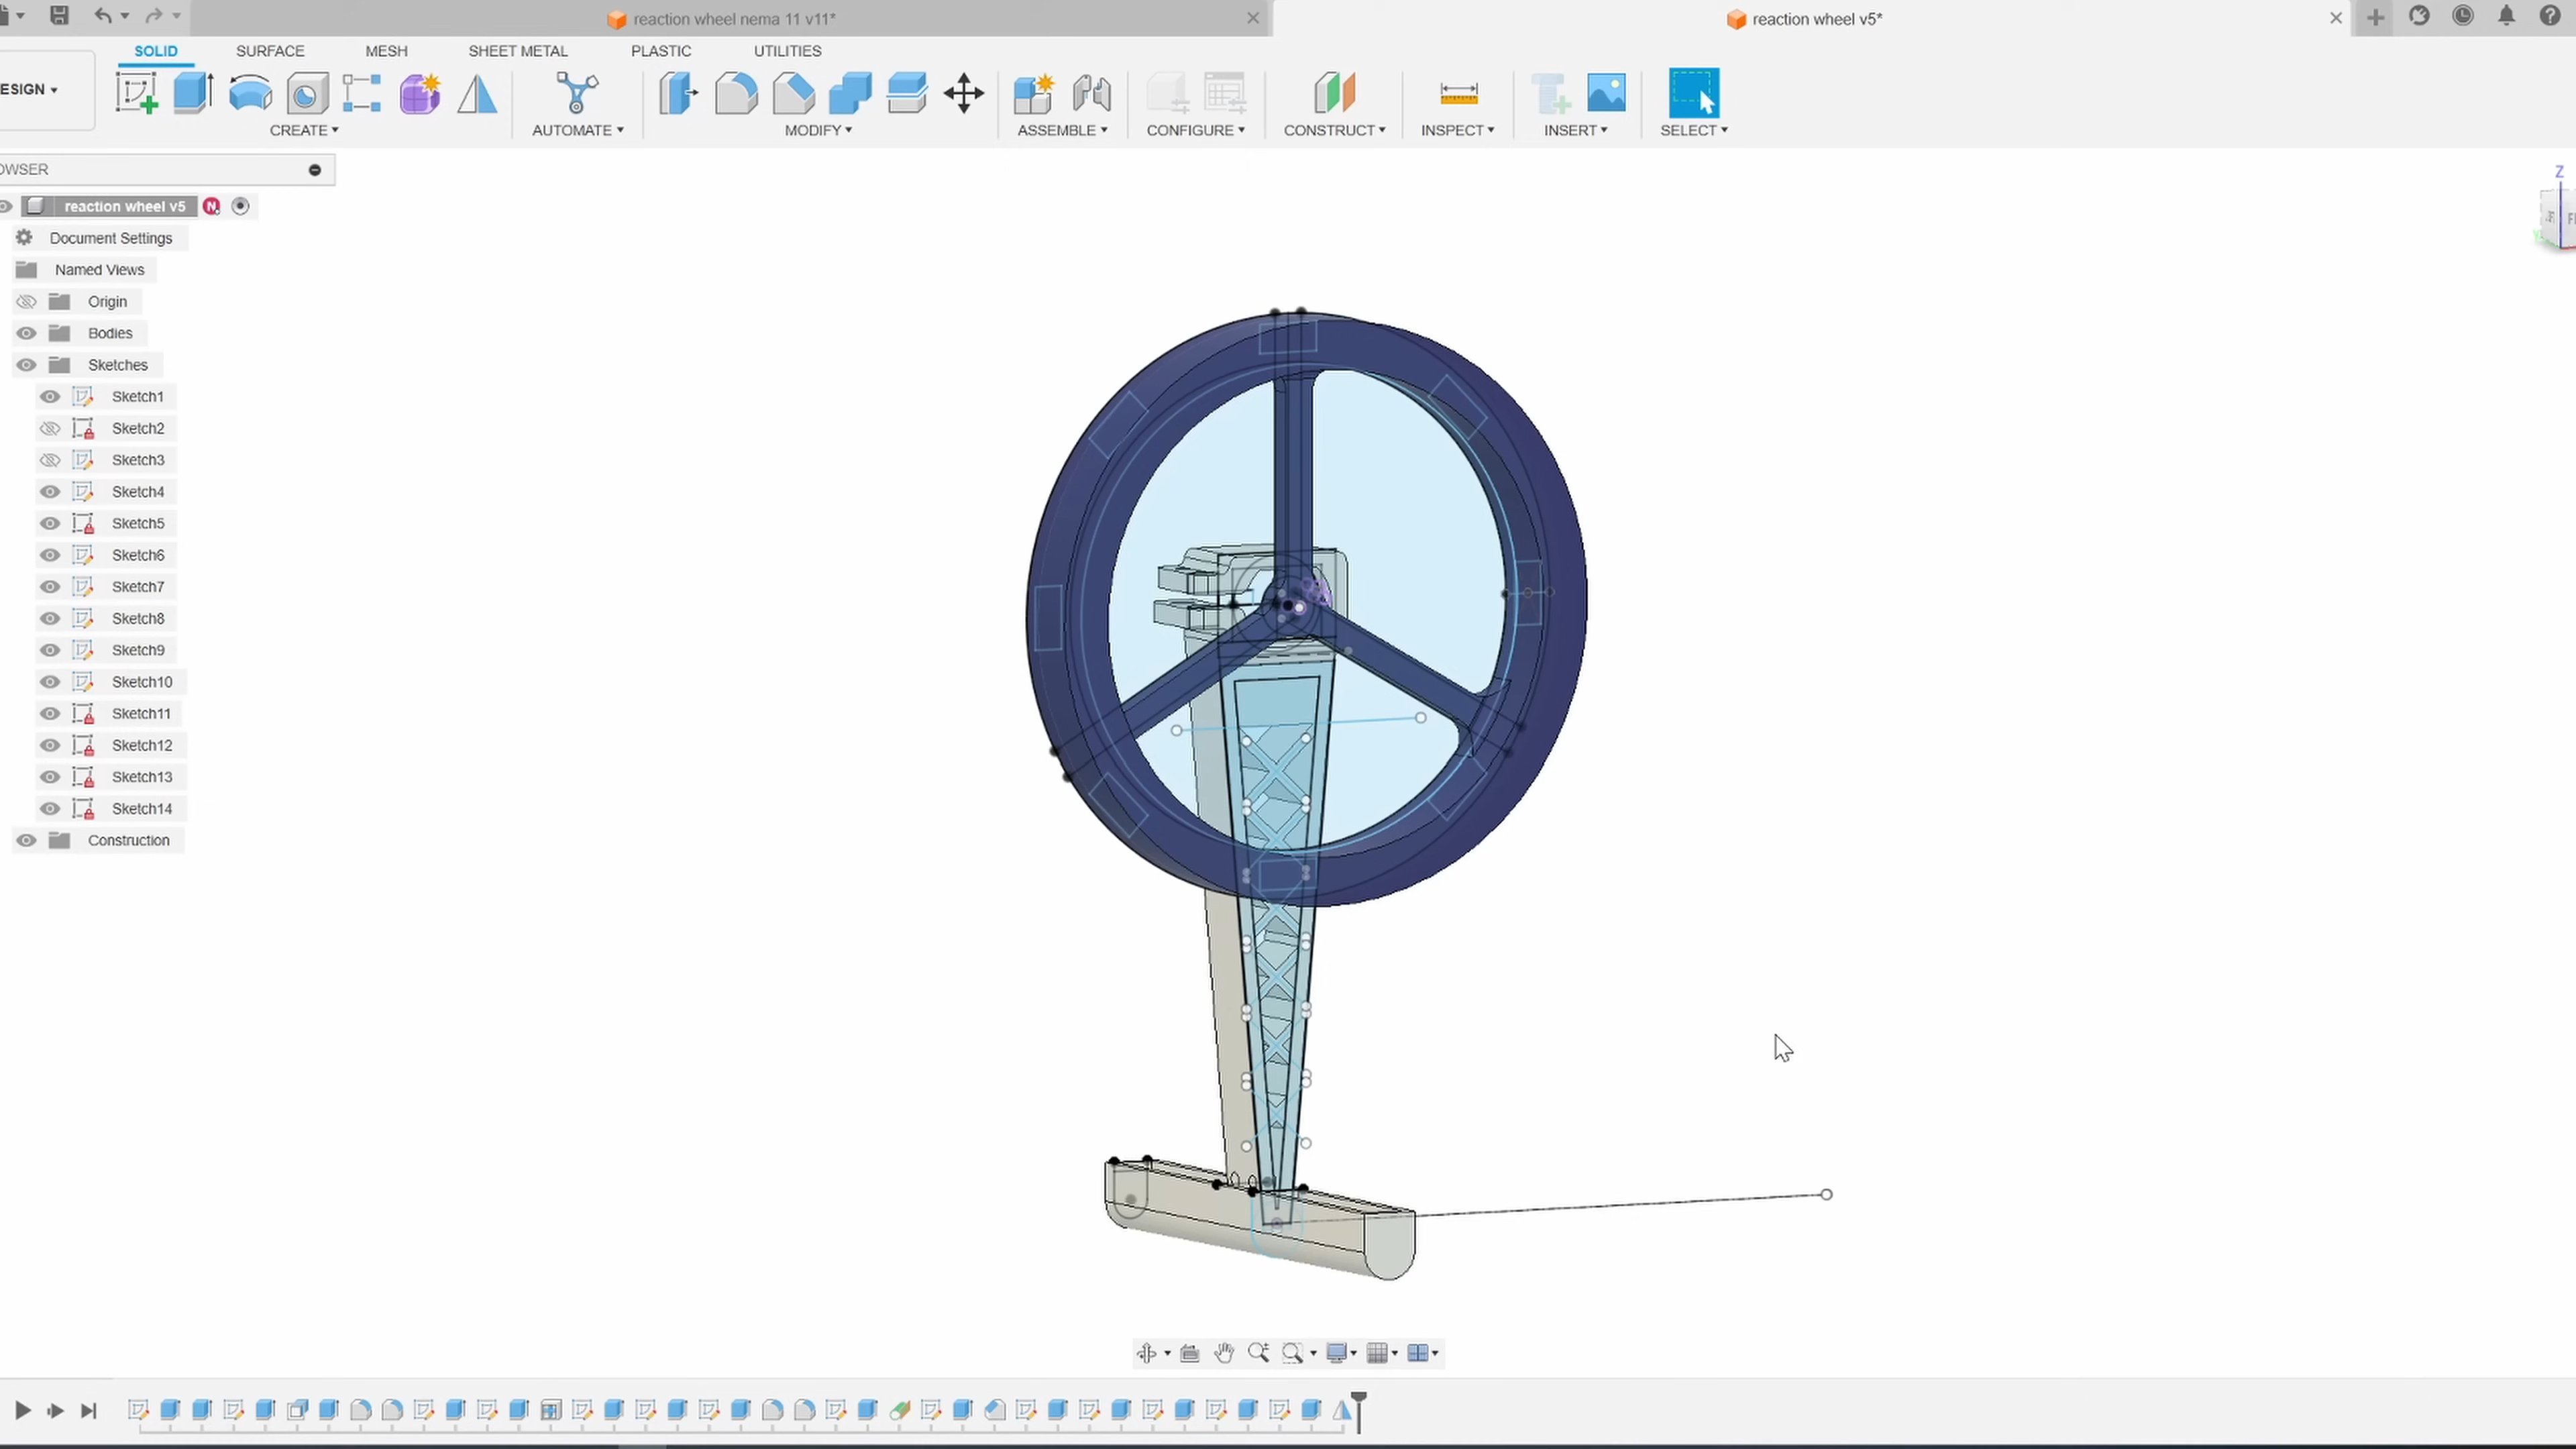 reaction wheel nema 11 v11*
reaction wheel v5*
SOLID SURFACE MESH SHEET METAL PLASTIC UTILITIES
ESIGN
CREATE AUTOMATE MODIFY ASSEMBLE CONFIGURE CONSTRUCT INSPECT INSERT SELECT
OWSER
reaction wheel v5
N
Document Settings
Named Views
Origin
Bodies
Sketches
Sketch1
Sketch2
Sketch3
Sketch4
Sketch5
Sketch6
Sketch7
Sketch8
Sketch9
Sketch10
Sketch11
Sketch12
Sketch13
Sketch14
Construction
Z